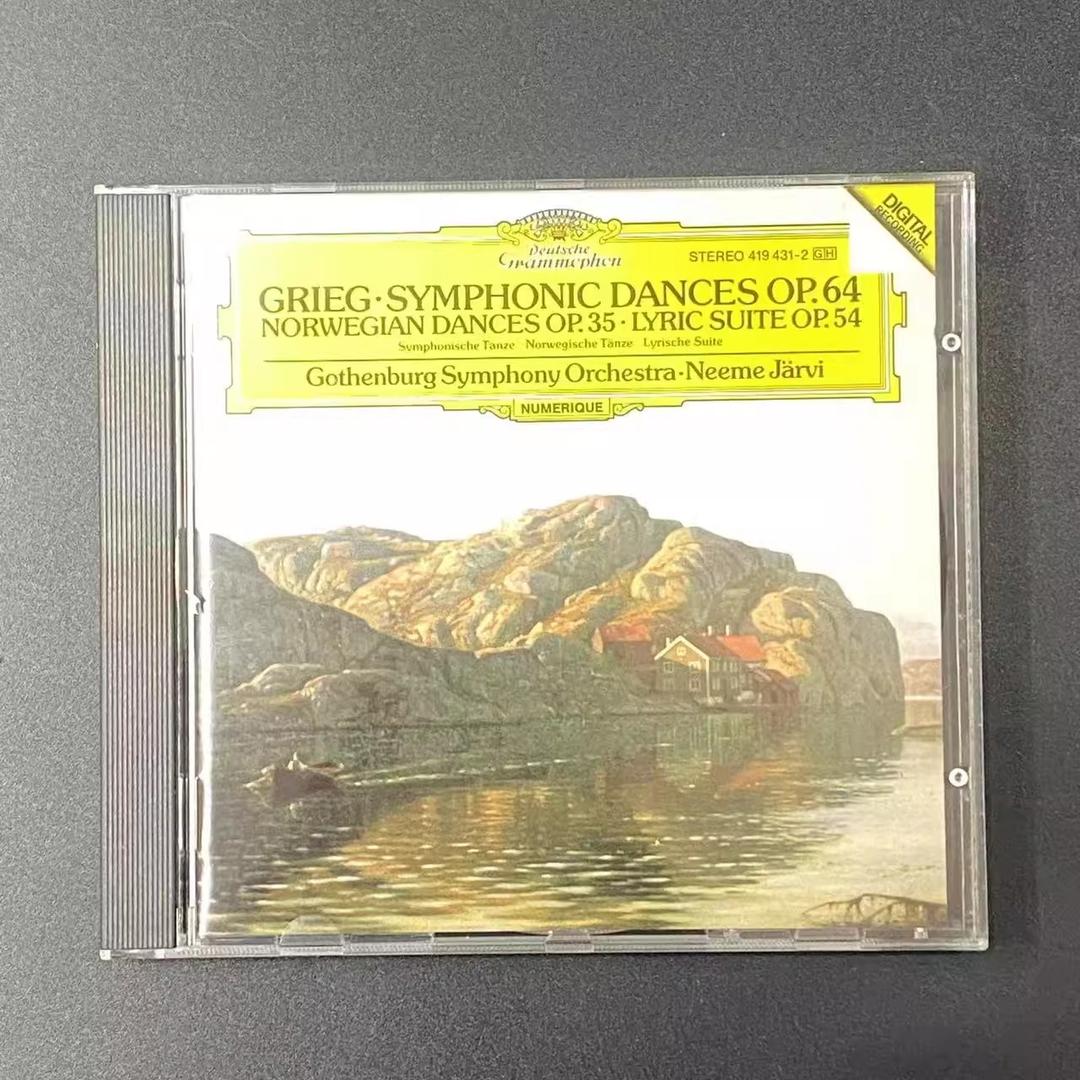 DIGITAL
RECORDING
Deutsche
Grammophon
STEREO 419 431-2 GH
GRIEG·SYMPHONIC DANCES OP. 64
NORWEGIAN DANCES OP. 35·LYRIC SUITE OP. 54
Symphonische Tänze Norwegische Tänze Lyrische Suite
Gothenburg Symphony Orchestra·Neeme Järvi
NUMERIQUE